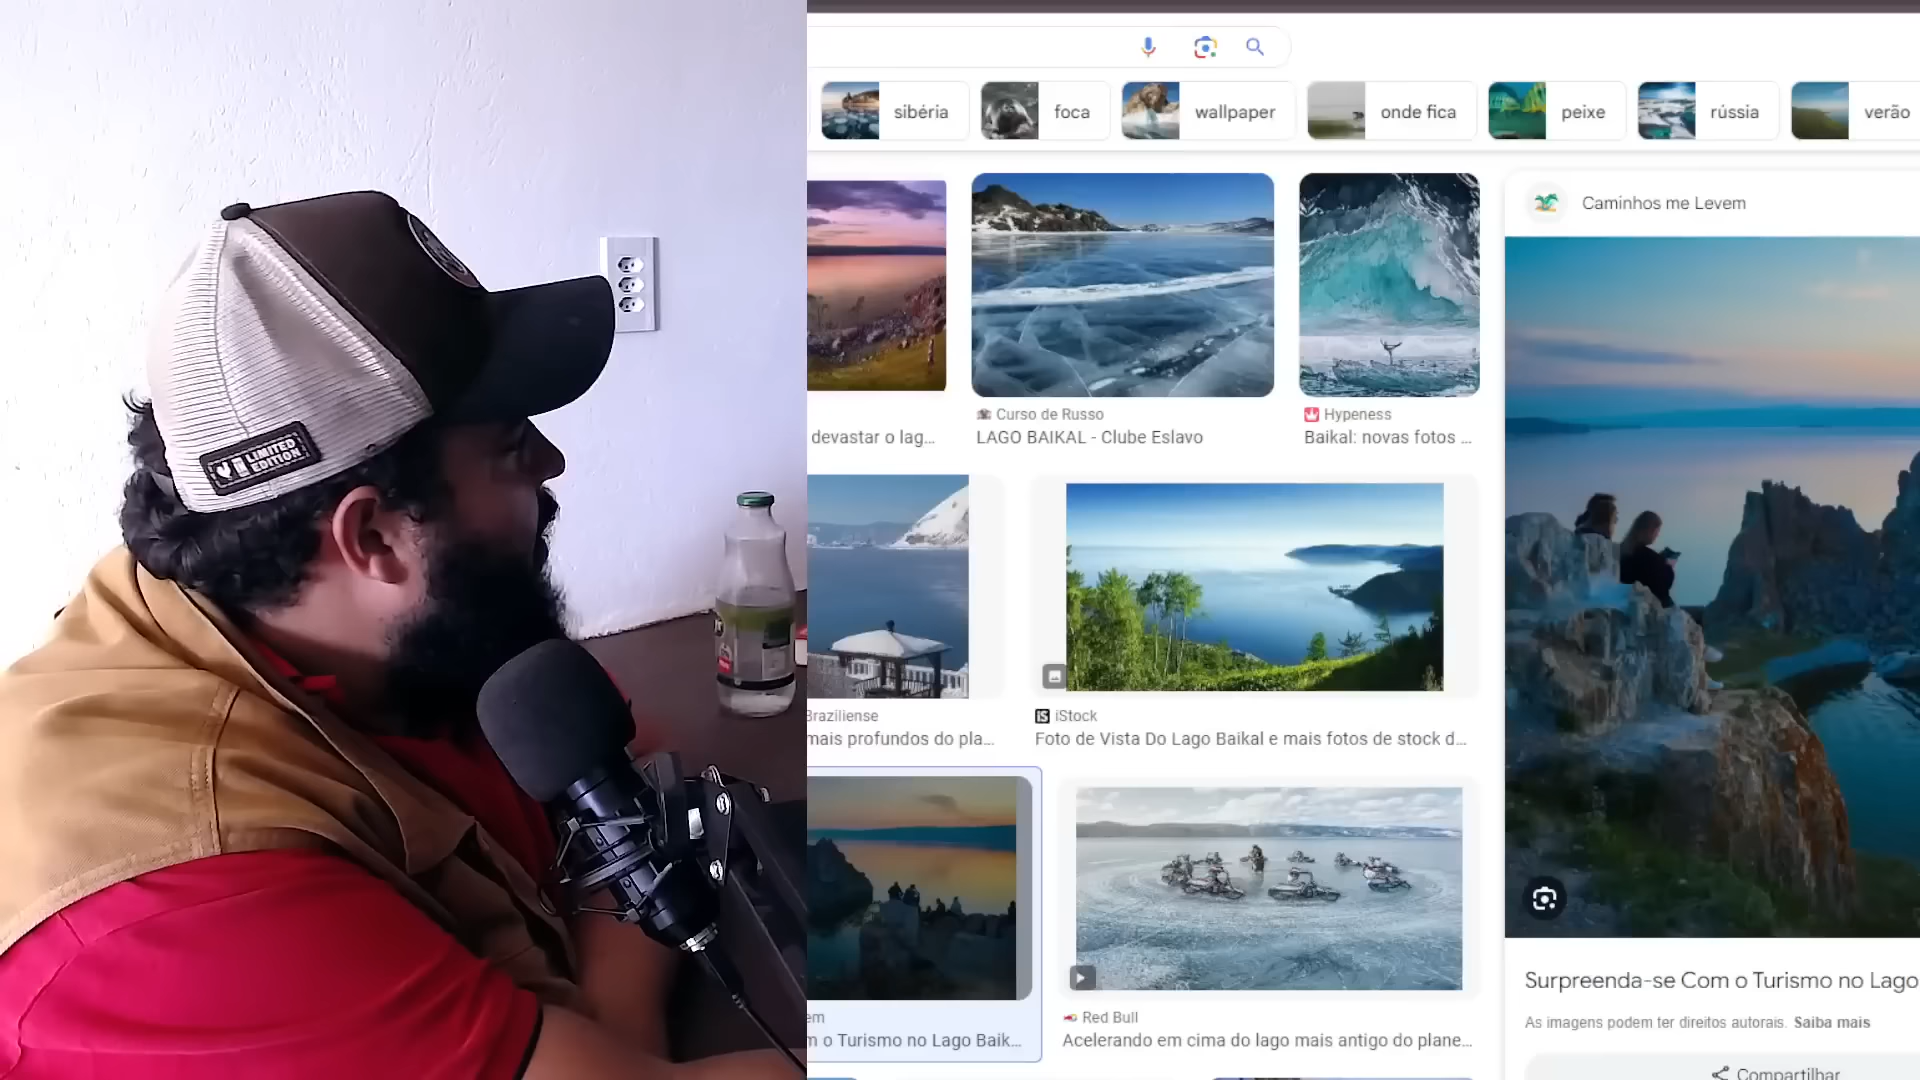 sibéria
foca
wallpaper
onde fica
peixe
rússia
verão
Caminhos me Levem
devastar o lag...
Curso de Russo
LAGO BAIKAL - Clube Eslavo
Hypeness
Baikal: novas fotos ...
LIMITED
EDITION
Braziliense
mais profundos do pla...
iS iStock
Foto de Vista Do Lago Baikal e mais fotos de stock d...
em
m o Turismo no Lago Baik...
Red Bull
Acelerando em cima do lago mais antigo do plane...
Surpreenda-se Com o Turismo no Lago
As imagens podem ter direitos autorais. Saiba mais
Compartilhar